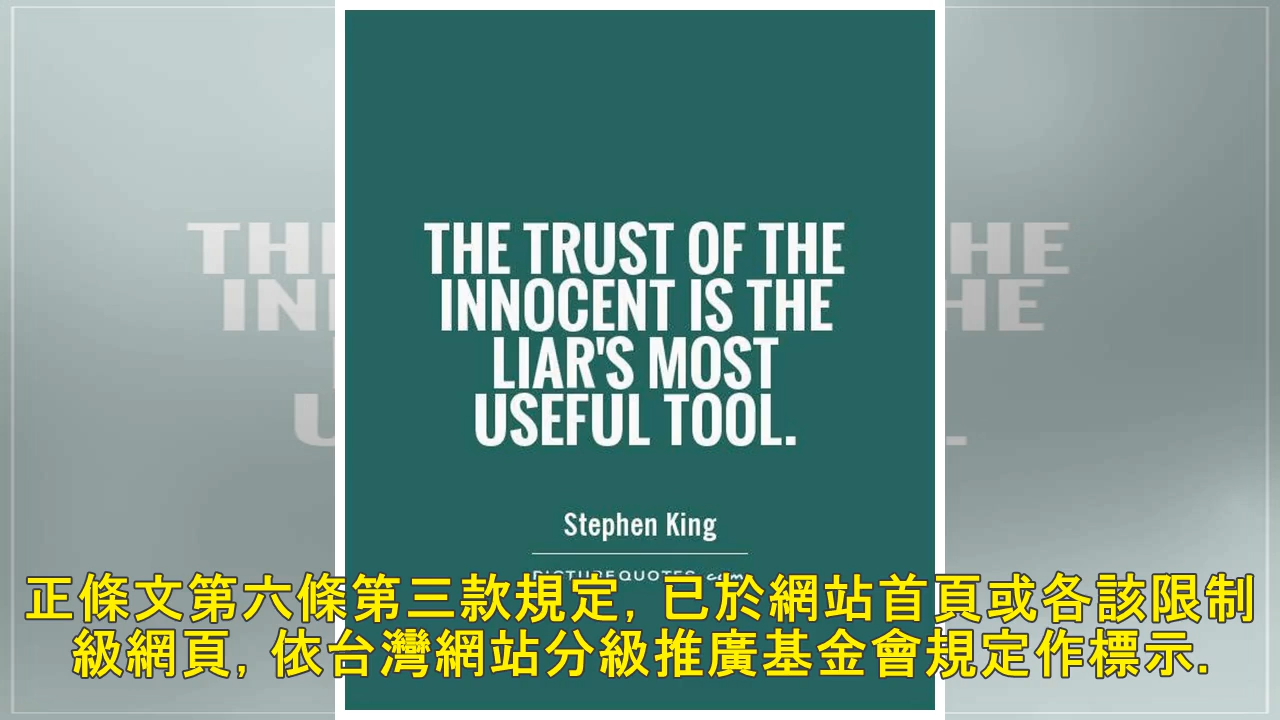 THE TRUST OF THE
INNOCENT IS THE
LIAR'S MOST
USEFUL TOOL.
Stephen King
PICTUREQUOTES.com
正條文第六條第三款規定, 已於網站首頁或各該限制
級網頁, 依台灣網站分級推廣基金會規定作標示.